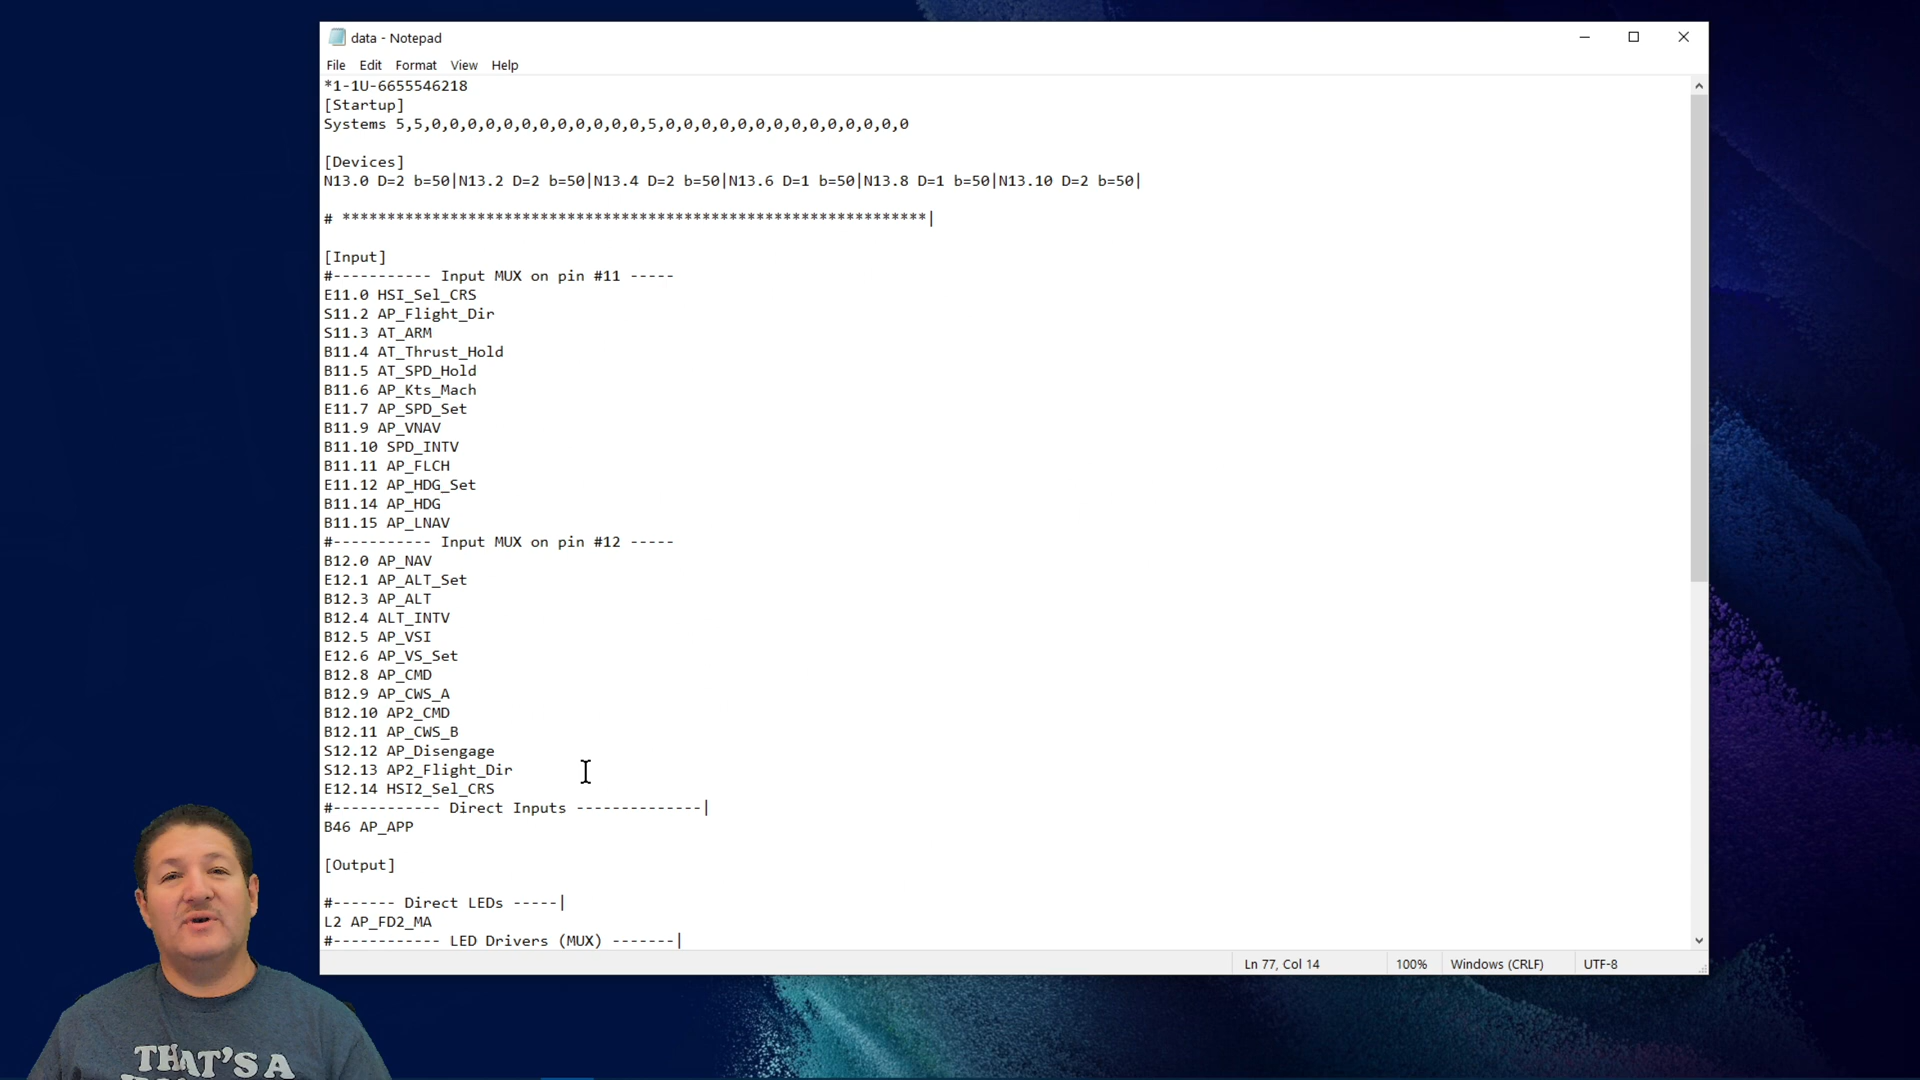 data - Notepad
File Edit Format View Help
*1-1U-6655546218
[Startup]
Systems 5,5,0,0,0,0,0,0,0,0,0,0,0,0,5,0,0,0,0,0,0,0,0,0,0,0,0,0,0
[Devices]
N13.0 D=2 b=50|N13.2 D=2 b=50|N13.4 D=2 b=50|N13.6 D=1 b=50|N13.8 D=1 b=50|N13.10 D=2 b=50|
# *****************************************************************|
[Input]
#----------- Input MUX on pin #11 -----
E11.0 HSI_Sel_CRS
S11.2 AP_Flight_Dir
S11.3 AT_ARM
B11.4 AT_Thrust_Hold
B11.5 AT_SPD_Hold
B11.6 AP_Kts_Mach
E11.7 AP_SPD_Set
B11.9 AP_VNAV
B11.10 SPD_INTV
B11.11 AP_FLCH
E11.12 AP_HDG_Set
B11.14 AP_HDG
B11.15 AP_LNAV
#----------- Input MUX on pin #12 -----
B12.0 AP_NAV
E12.1 AP_ALT_Set
B12.3 AP_ALT
B12.4 ALT_INTV
B12.5 AP_VSI
E12.6 AP_VS_Set
B12.8 AP_CMD
B12.9 AP_CWS_A
B12.10 AP2_CMD
B12.11 AP_CWS_B
S12.12 AP_Disengage
S12.13 AP2_Flight_Dir
E12.14 HSI2_Sel_CRS
#------------ Direct Inputs --------------|
B46 AP_APP
[Output]
#------- Direct LEDs -----|
L2 AP_FD2_MA
#------------ LED Drivers (MUX) -------|
Ln 77, Col 14 100% Windows (CRLF) UTF-8
THAT'S A